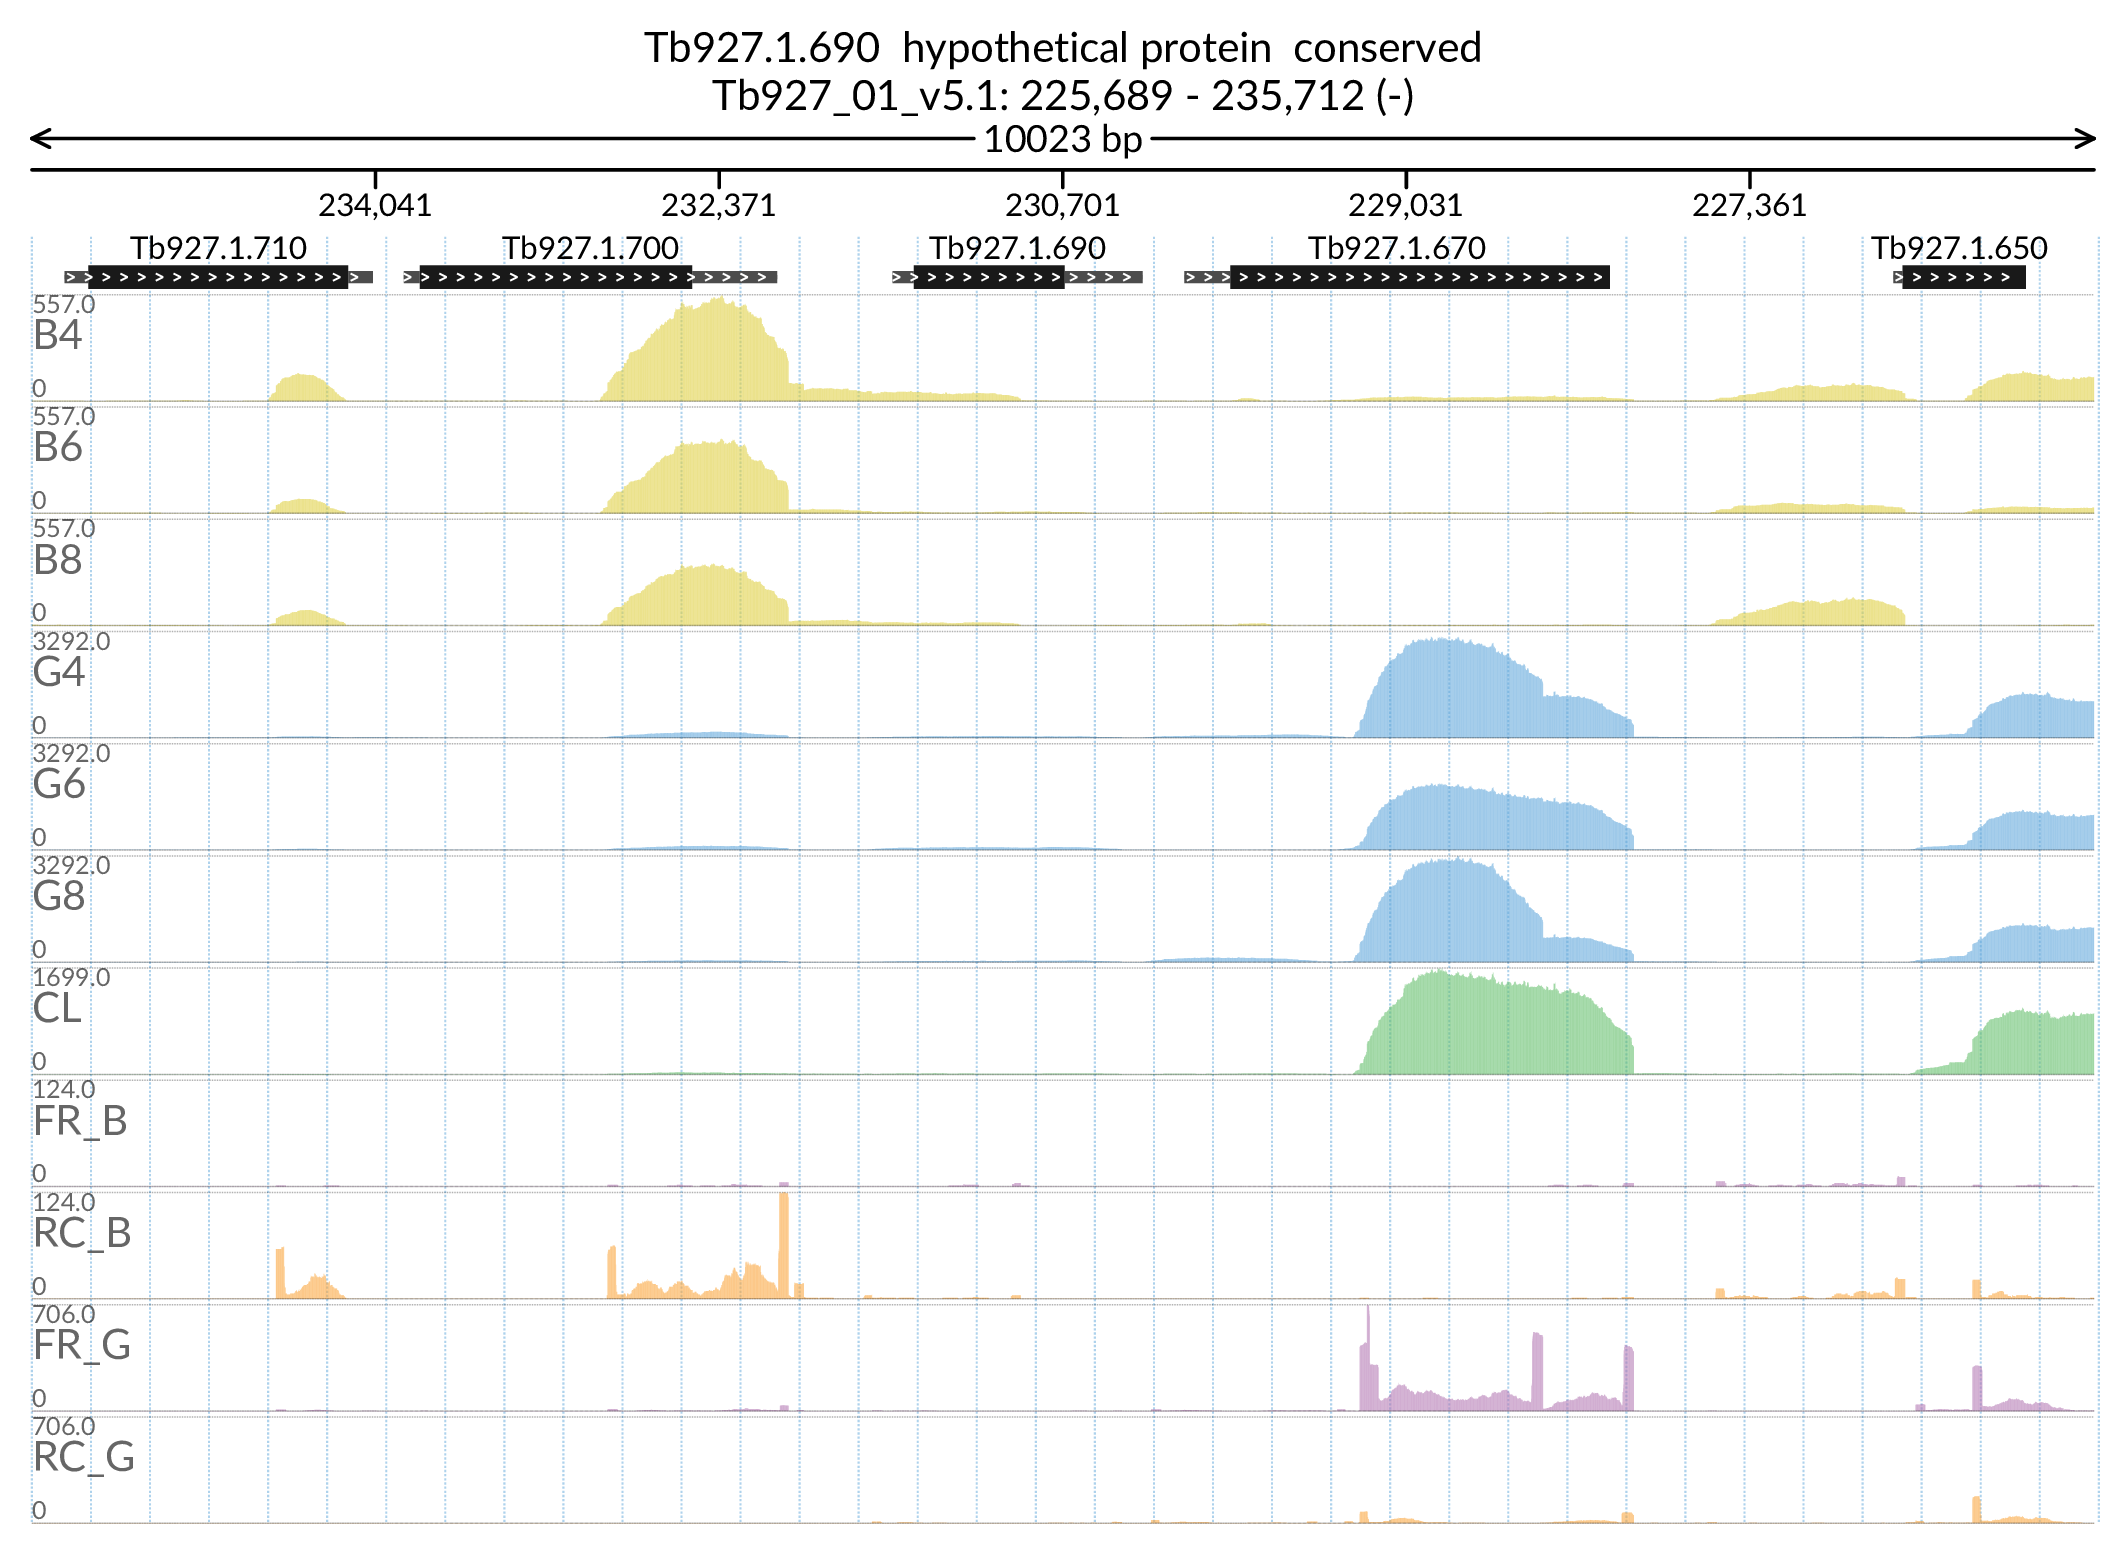 Tb927.1.690 hypothetical protein conserved
Tb927_01_v5.1: 225,689 - 235,712 (-)
10023 bp
234,041 232,371 230,701 229,031 227,361
Tb927.1.710 Tb927.1.700 Tb927.1.690 Tb927.1.670 Tb927.1.650
557.0
B4
0
557.0
B6
0
557.0
B8
0
3292.0
G4
0
3292.0
G6
0
3292.0
G8
0
1699.0
CL
0
124.0
FR_B
0
124.0
RC_B
0
706.0
FR_G
0
706.0
RC_G
0